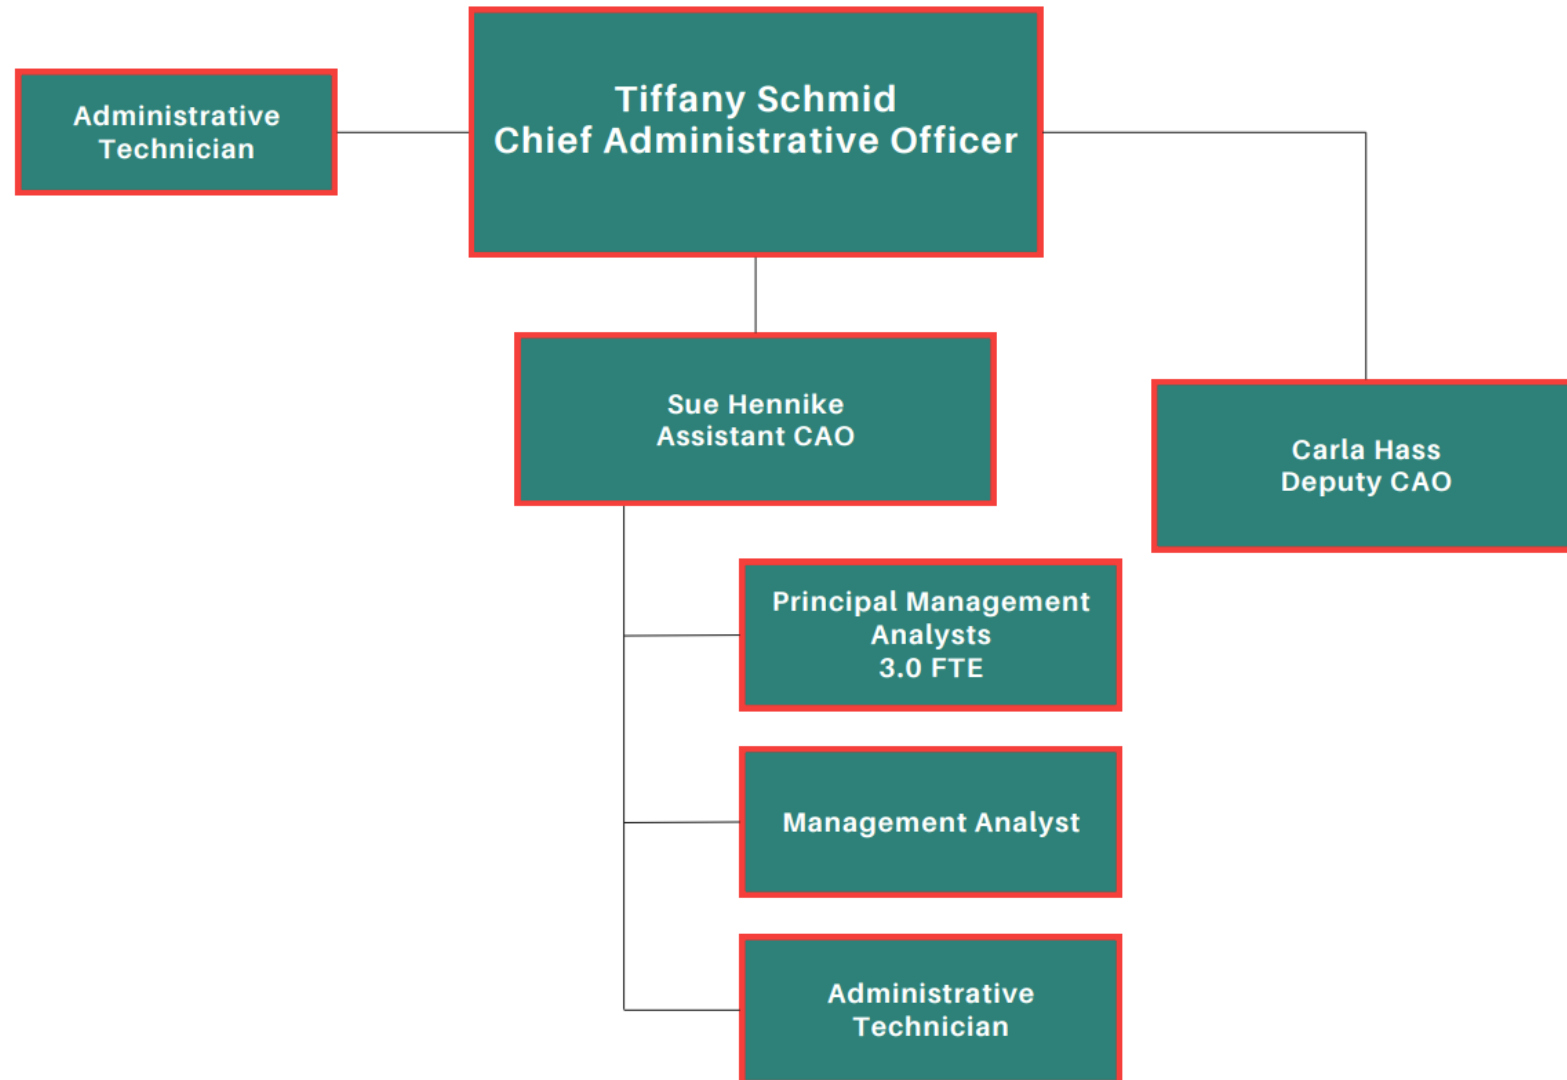 Tiffany Schmid
Chief Administrative Officer
Administrative
Technician
Sue Hennike
Assistant CAO
Carla Hass
Deputy CAO
Principal Management
Analysts
3.0 FTE
Management Analyst
Administrative
Technician